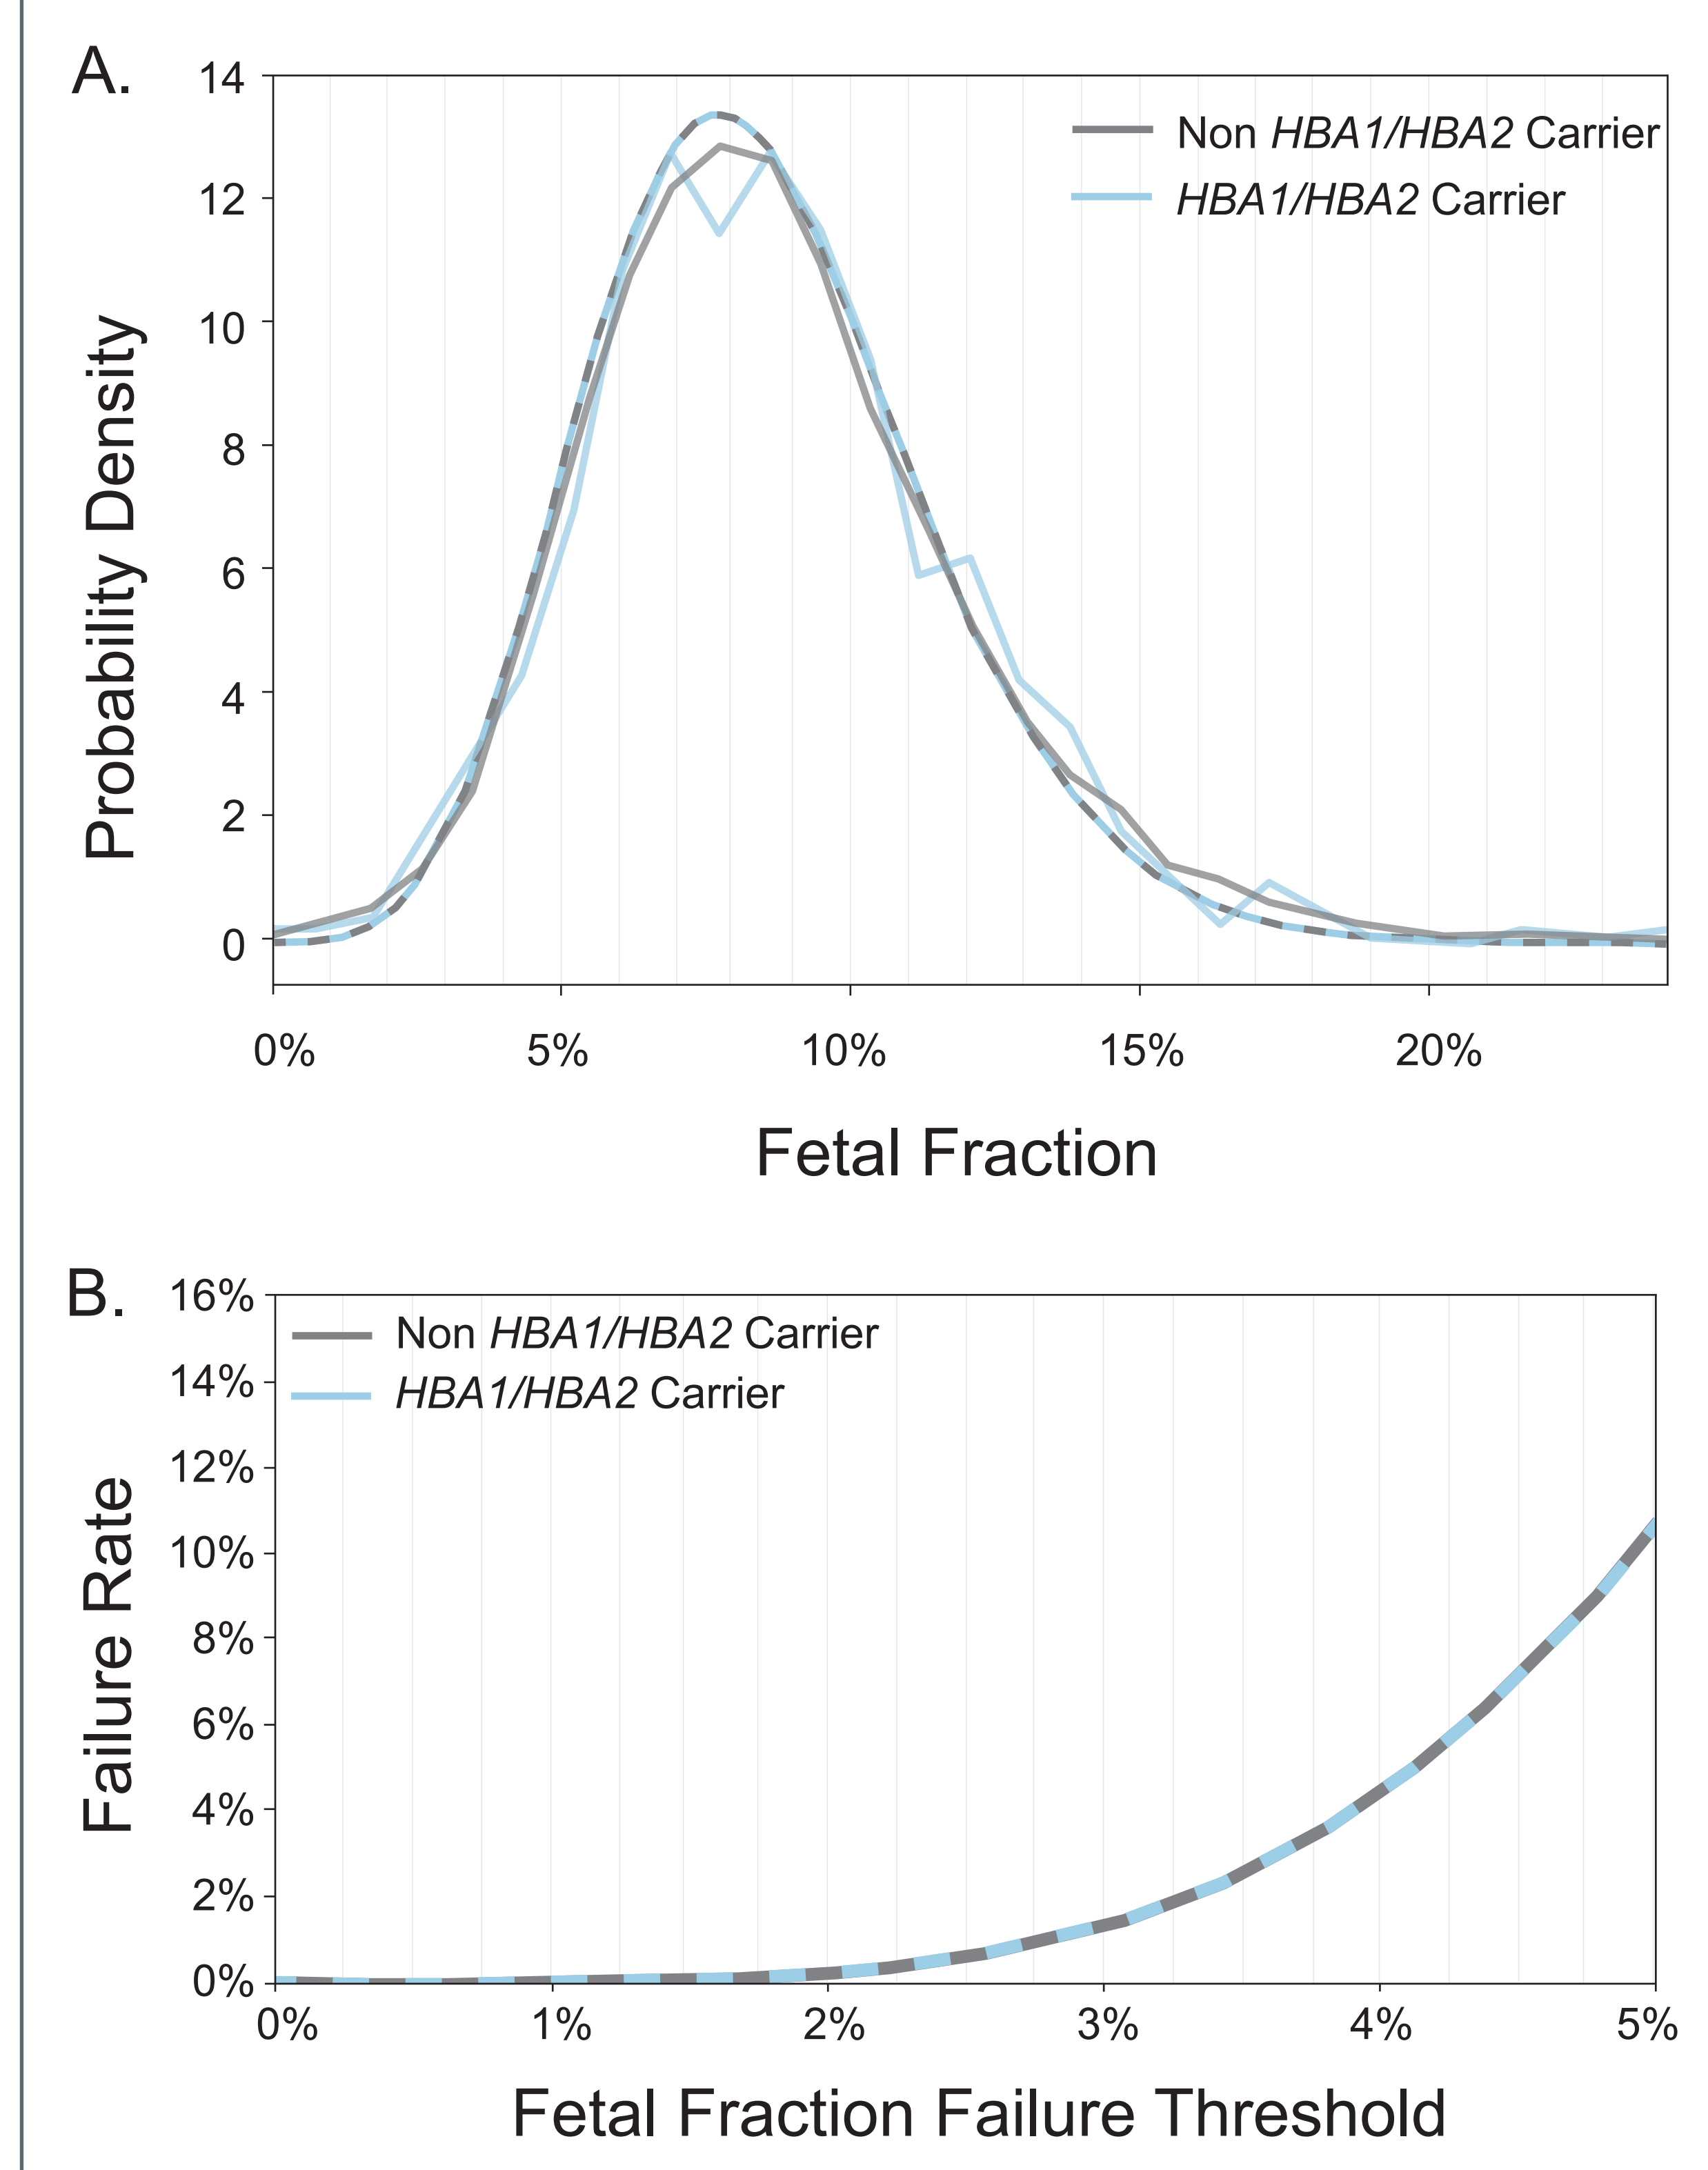 A.
14
12
10
8
6
4
2
0
Probability Density
Non HBA1/HBA2 Carrier
HBA1/HBA2 Carrier
0% 5% 10% 15% 20%
Fetal Fraction
B.
16%
14%
12%
10%
8%
6%
4%
2%
0%
Failure Rate
Non HBA1/HBA2 Carrier
HBA1/HBA2 Carrier
0% 1% 2% 3% 4% 5%
Fetal Fraction Failure Threshold